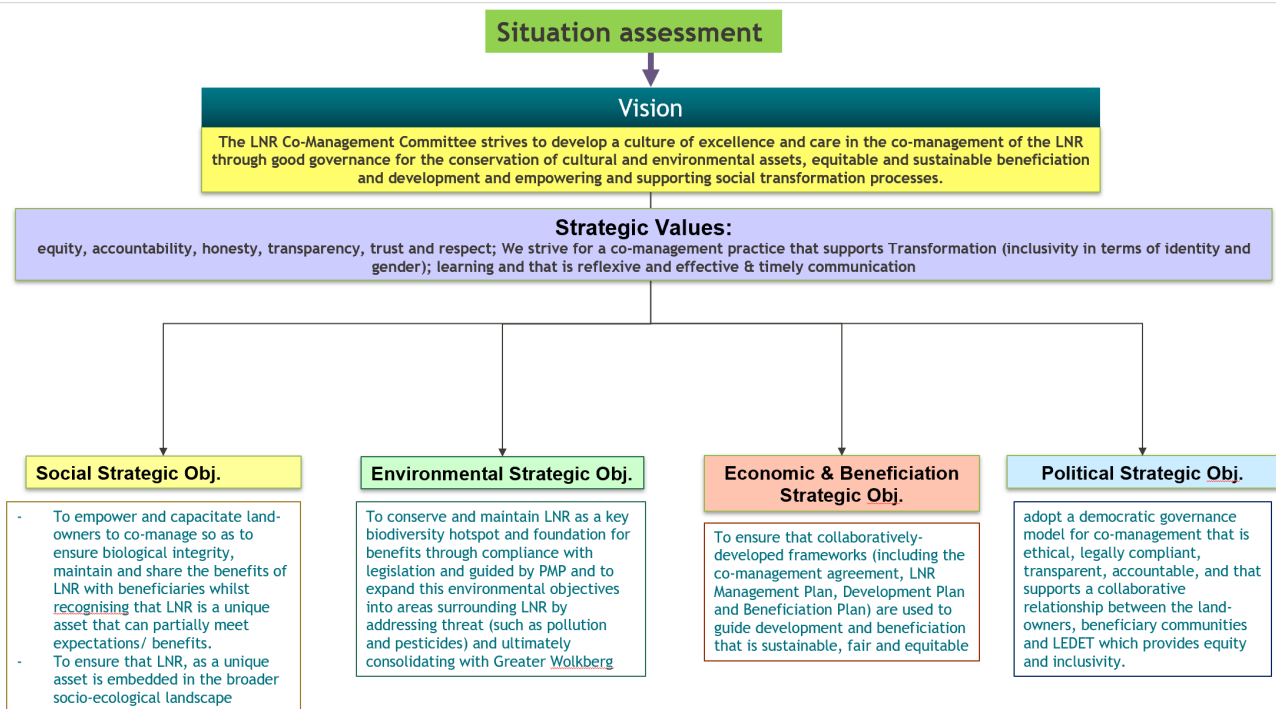 Situation assessment
Vision
The LNR Co-Management Committee strives to develop a culture of excellence and care in the co-management of the LNR
through good governance for the conservation of cultural and environmental assets, equitable and sustainable beneficiation
and development and empowering and supporting social transformation processes.
Strategic Values:
equity, accountability, honesty, transparency, trust and respect; We strive for a co-management practice that supports Transformation (inclusivity in terms of identity and
gender); learning and that is reflexive and effective & timely communication
Social Strategic Obj.
- To empower and capacitate land-
owners to co-manage so as to
ensure biological integrity,
maintain and share the benefits of
LNR with beneficiaries whilst
recognising that LNR is a unique
asset that can partially meet
expectations/ benefits.
- To ensure that LNR, as a unique
asset is embedded in the broader
socio-ecological landscape
Environmental Strategic Obj.
To conserve and maintain LNR as a key
biodiversity hotspot and foundation for
benefits through compliance with
legislation and guided by PMP and to
expand this environmental objectives
into areas surrounding LNR by
addressing threat (such as pollution
and pesticides) and ultimately
consolidating with Greater Wolkberg
Economic & Beneficiation
Strategic Obj.
To ensure that collaboratively-
developed frameworks (including the
co-management agreement, LNR
Management Plan, Development Plan
and Beneficiation Plan) are used to
guide development and beneficiation
that is sustainable, fair and equitable
Political Strategic Obj.
adopt a democratic governance
model for co-management that is
ethical, legally compliant,
transparent, accountable, and that
supports a collaborative
relationship between the land-
owners, beneficiary communities
and LEDET which provides equity
and inclusivity.